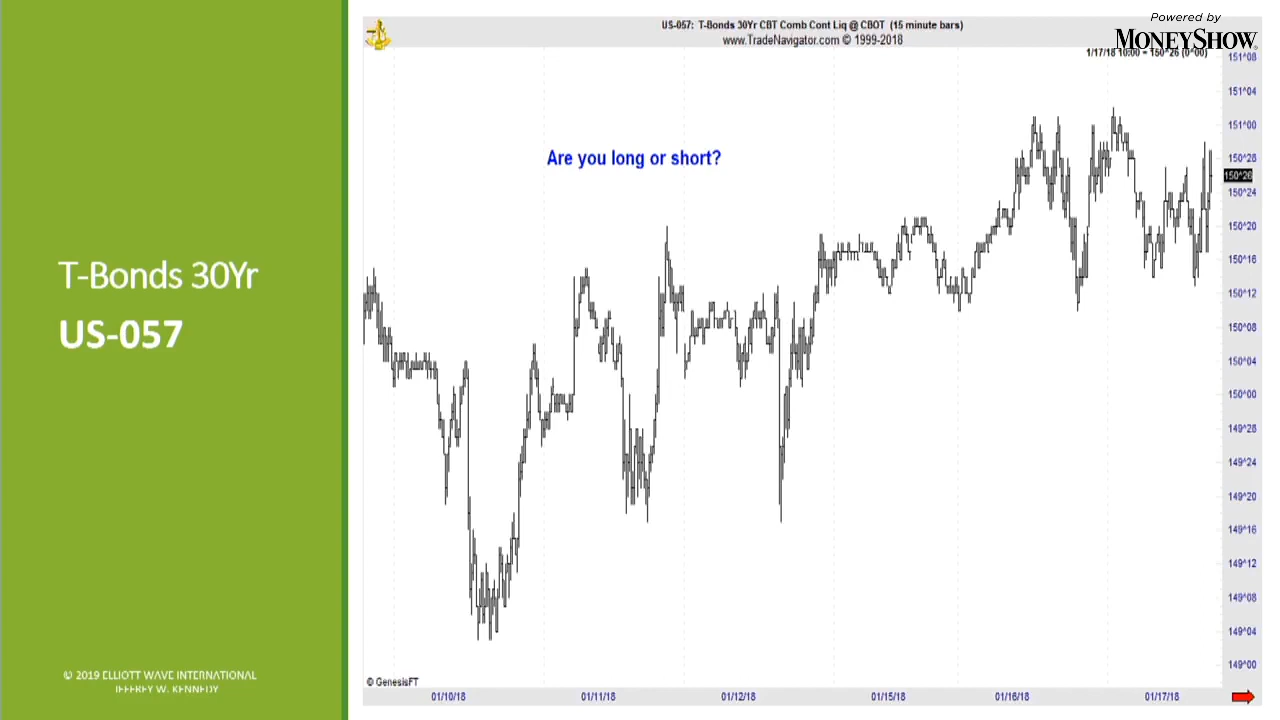 US-057: T-Bonds 30Yr CBT Comb Cont Liq @ CBOT (15 minute bars)
www.TradeNavigator.com © 1999-2018
Powered by
MONEYSHOW
1/17/18 10:00 = 150^26 (0^00)
Are you long or short?
T-Bonds 30Yr
US-057
151^08
151^04
151^00
150^28
150^26
150^24
150^20
150^16
150^12
150^08
150^04
150^00
149^28
149^24
149^20
149^16
149^12
149^08
149^04
149^00
© GenesisFT
01/10/18
01/11/18
01/12/18
01/15/18
01/16/18
01/17/18
© 2019 ELLIOTT WAVE INTERNATIONAL
JEFFREY W. KENNEDY